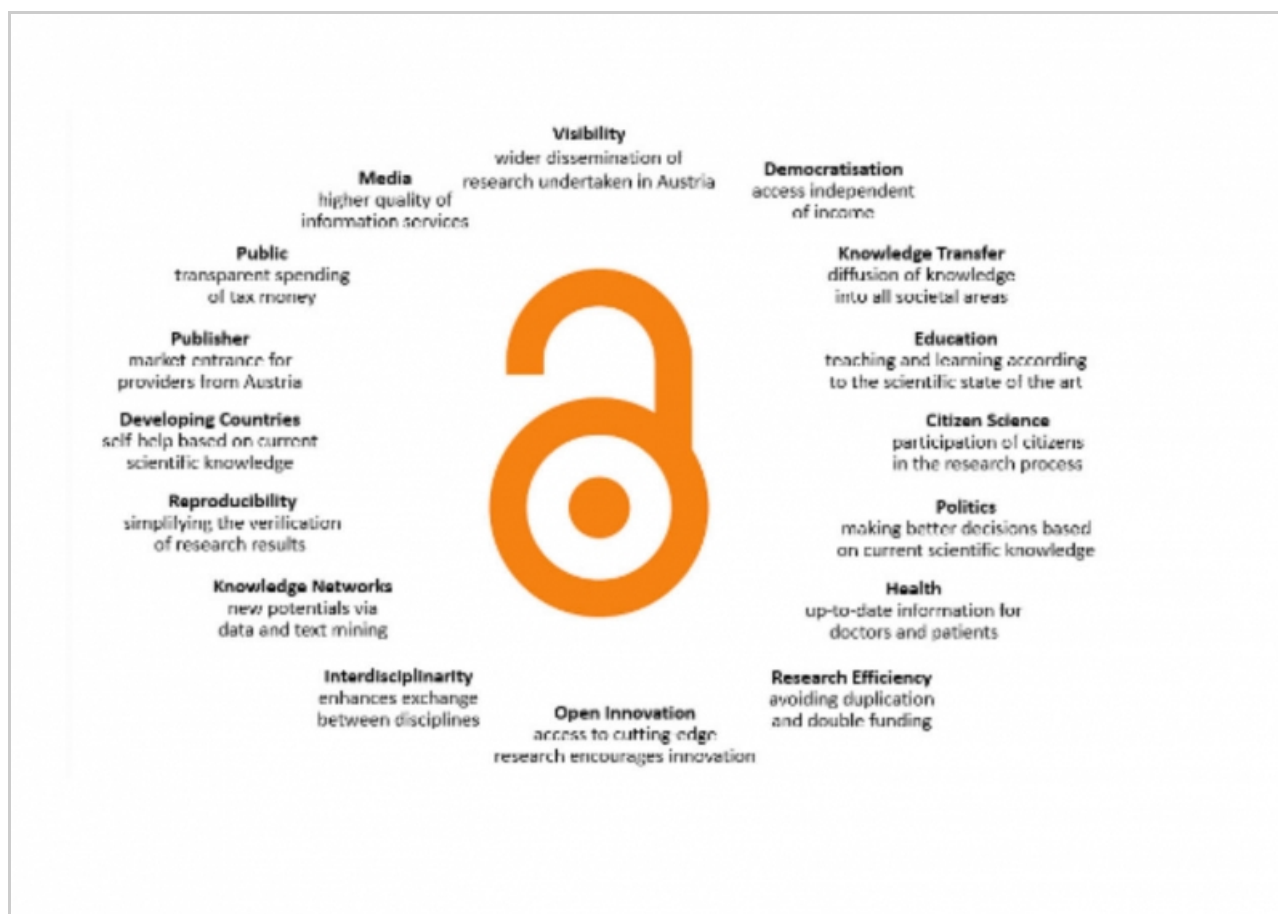 Visibility
wider dissemination of
research undertaken in Austria
Democratisation
access independent
of income
Knowledge Transfer
diffusion of knowledge
into all societal areas
Education
teaching and learning according
to the scientific state of the art
Citizen Science
participation of citizens
in the research process
Politics
making better decisions based
on current scientific knowledge
Health
up-to-date information for
doctors and patients
Research Efficiency
avoiding duplication
and double funding
Open Innovation
access to cutting edge
research encourages innovation
Interdisciplinarity
enhances exchange
between disciplines
Knowledge Networks
new potentials via
data and text mining
Reproducibility
simplifying the verification
of research results
Developing Countries
self help based on current
scientific knowledge
Publisher
market entrance for
providers from Austria
Public
transparent spending
of tax money
Media
higher quality of
information services